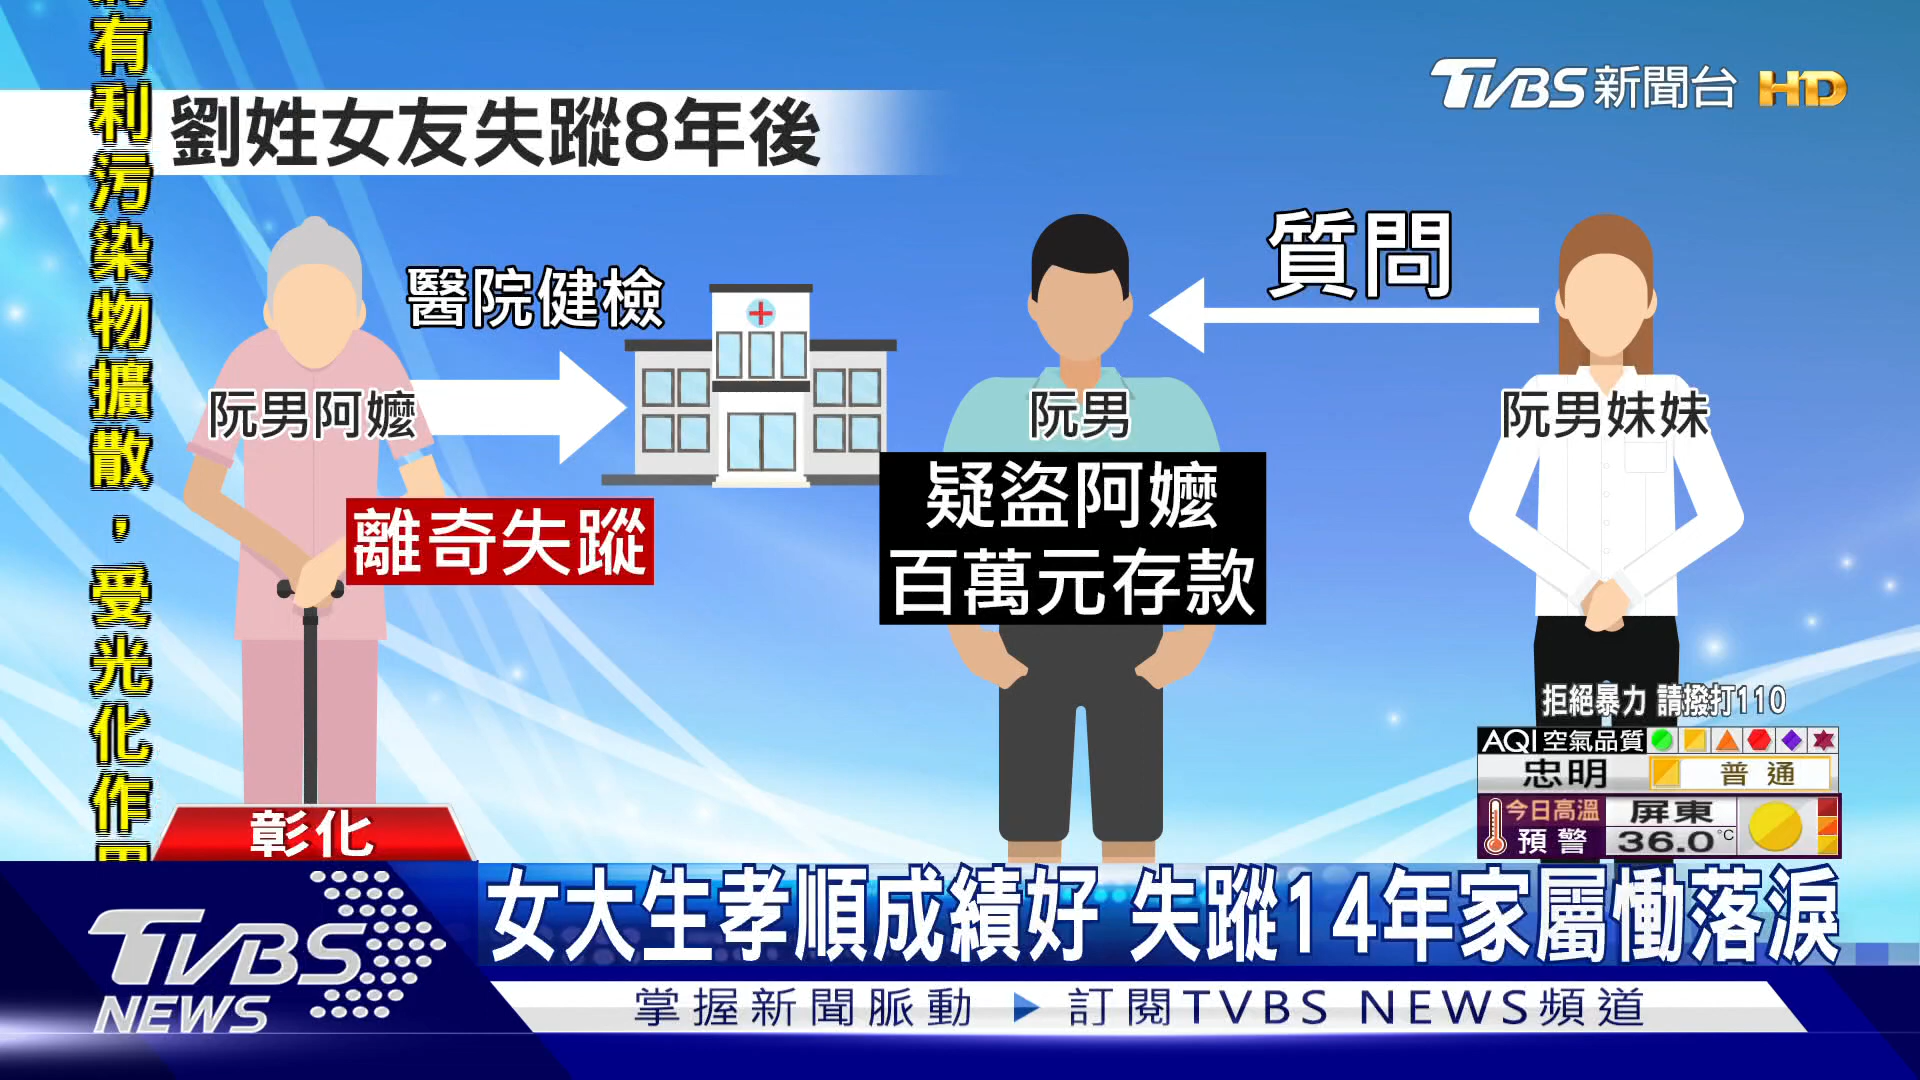 有利污染物擴散，受光化作用
TVBS新聞台 HD
劉姓女友失蹤8年後
醫院健檢
質問
阮男阿嬤
阮男
阮男妹妹
離奇失蹤
疑盜阿嬤
百萬元存款
拒絕暴力 請撥打110
AQI 空氣品質
忠明 普通
今日高溫
預警
屏東
36.0°C
彰化
女大生孝順成績好 失蹤14年家屬慟落淚
TVBS
NEWS
掌握新聞脈動 ▶ 訂閱TVBS NEWS頻道